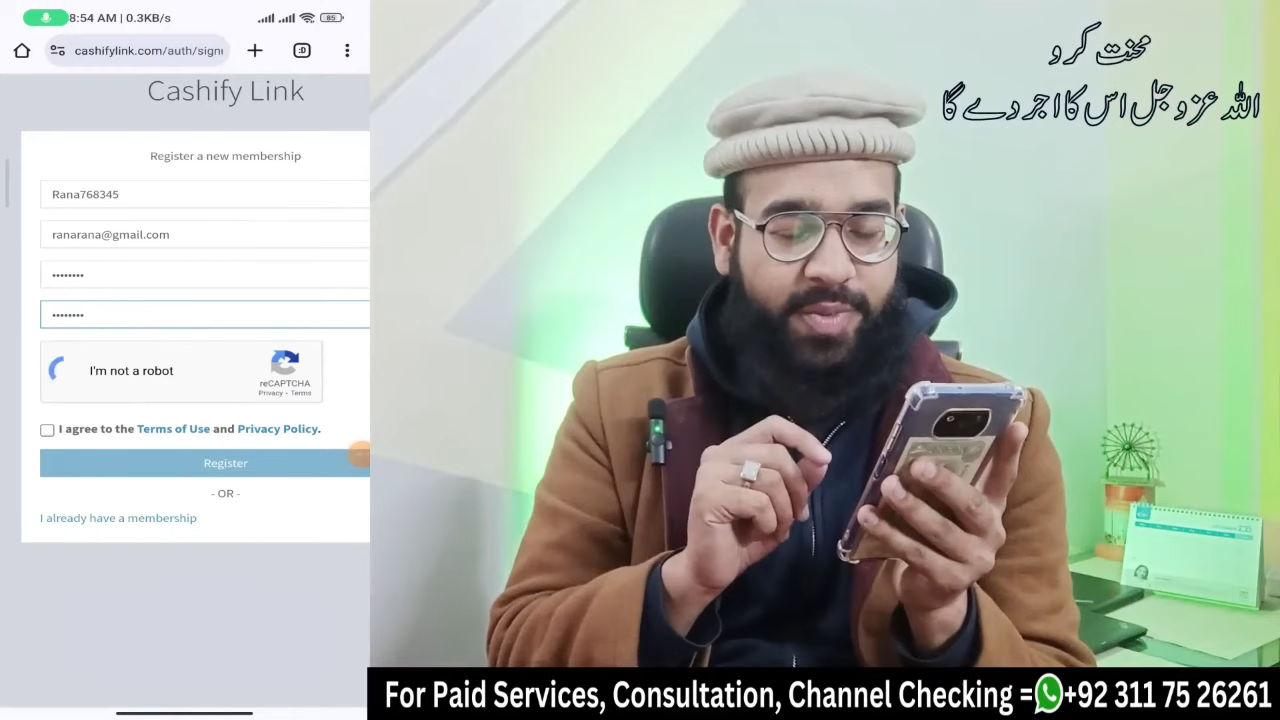 8:54 AM | 0.3KB/s
85
cashifylink.com/auth/sign
:D
Cashify Link
Register a new membership
Rana768345
ranarana@gmail.com
••••••••
••••••••
I'm not a robot
reCAPTCHA
Privacy - Terms
I agree to the Terms of Use and Privacy Policy.
Register
- OR -
I already have a membership
محنت کرو
اللہ عزوجل اس کا اجر دے گا
For Paid Services, Consultation, Channel Checking = +92 311 75 26261